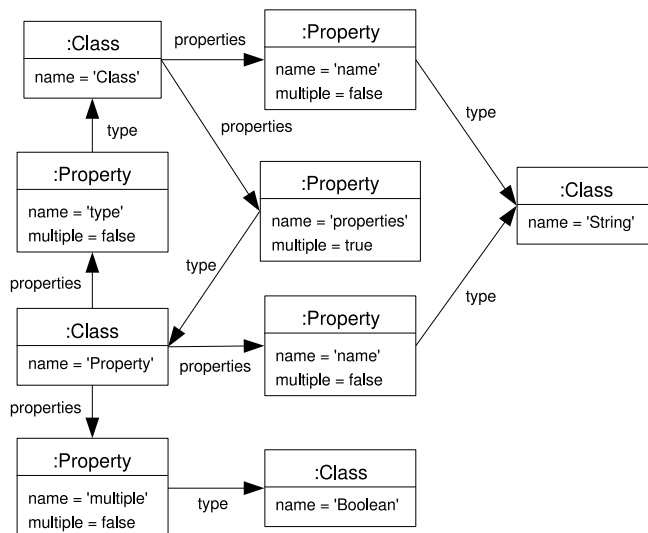 :Class
name = 'Class'
properties
:Property
name = 'name'
multiple = false
type
properties
type
:Property
name = 'type'
multiple = false
:Property
name = 'properties'
multiple = true
:Class
name = 'String'
type
type
properties
:Class
name = 'Property'
properties
:Property
name = 'name'
multiple = false
properties
:Property
name = 'multiple'
multiple = false
type
:Class
name = 'Boolean'